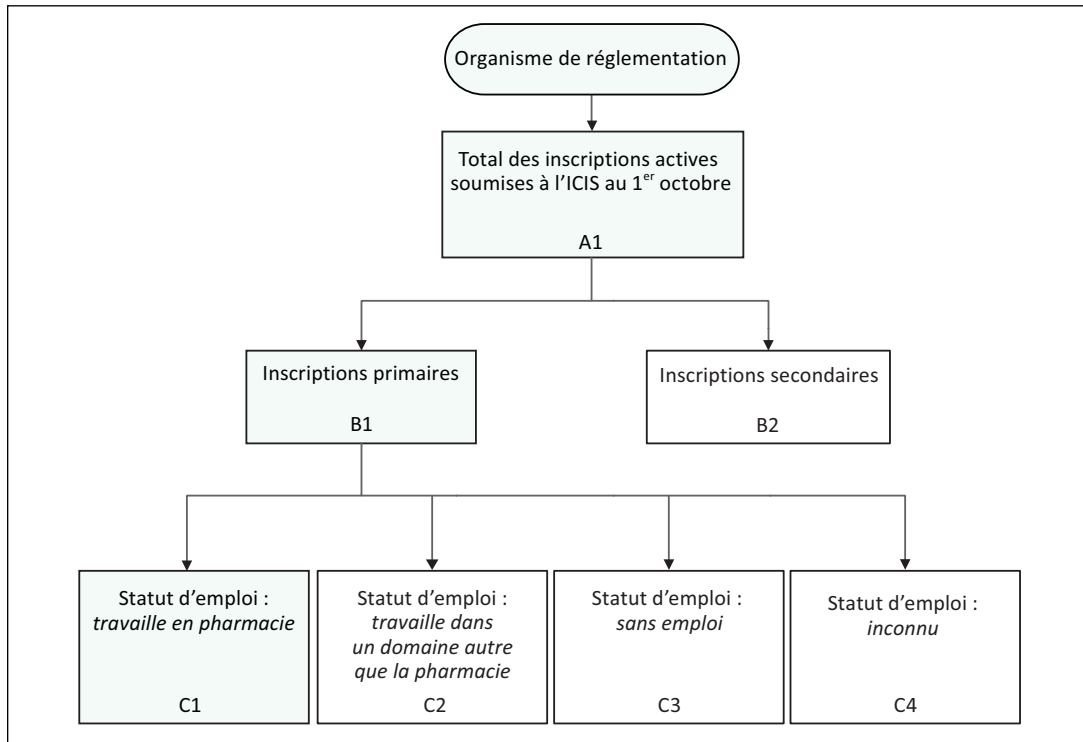 Organisme de réglementation
Total des inscriptions actives
soumises à l’ICIS au 1er octobre
A1
Inscriptions primaires
B1
Inscriptions secondaires
B2
Statut d’emploi :
travaille en pharmacie
C1
Statut d’emploi :
travaille dans
un domaine autre
que la pharmacie
C2
Statut d’emploi :
sans emploi
C3
Statut d’emploi :
inconnu
C4